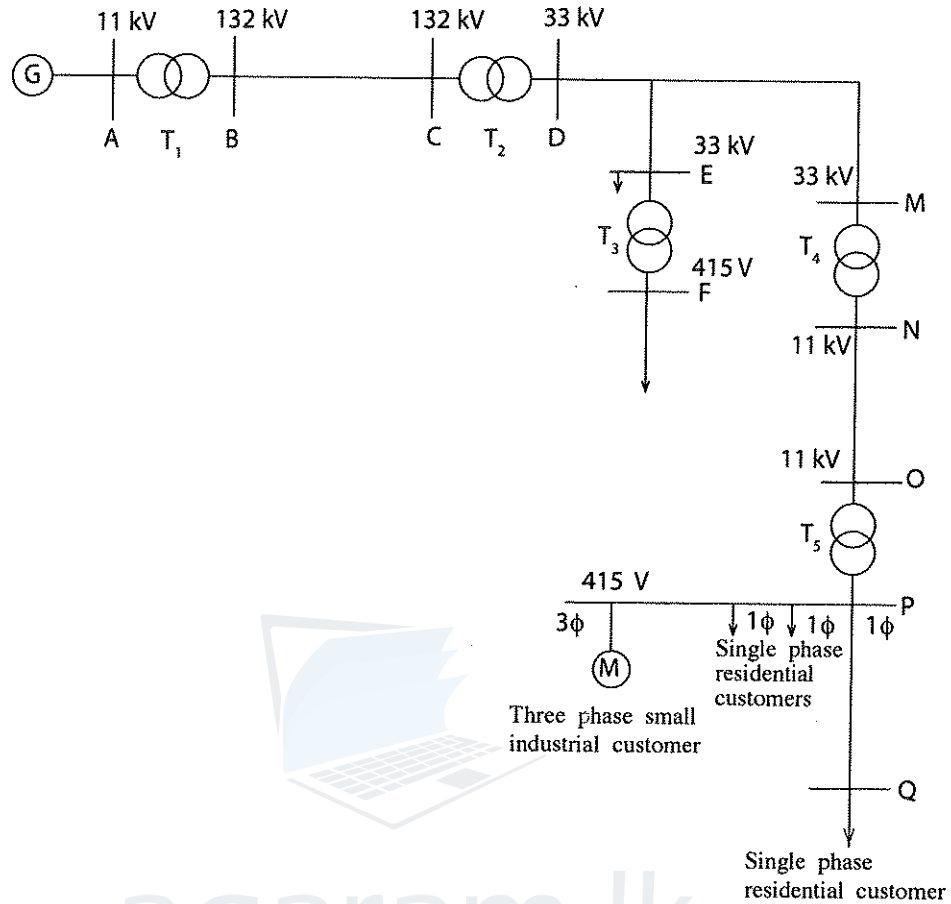 11 kV
132 kV
132 kV
33 kV
G
A
T1
B
C
T2
D
33 kV
E
33 kV
M
T3
T4
415 V
F
N
11 kV
11 kV
O
T5
415 V
P
3ϕ
1ϕ
1ϕ
1ϕ
M
Single phase
residential
customers
Three phase small
industrial customer
Q
Single phase
residential customer
agaram.lk